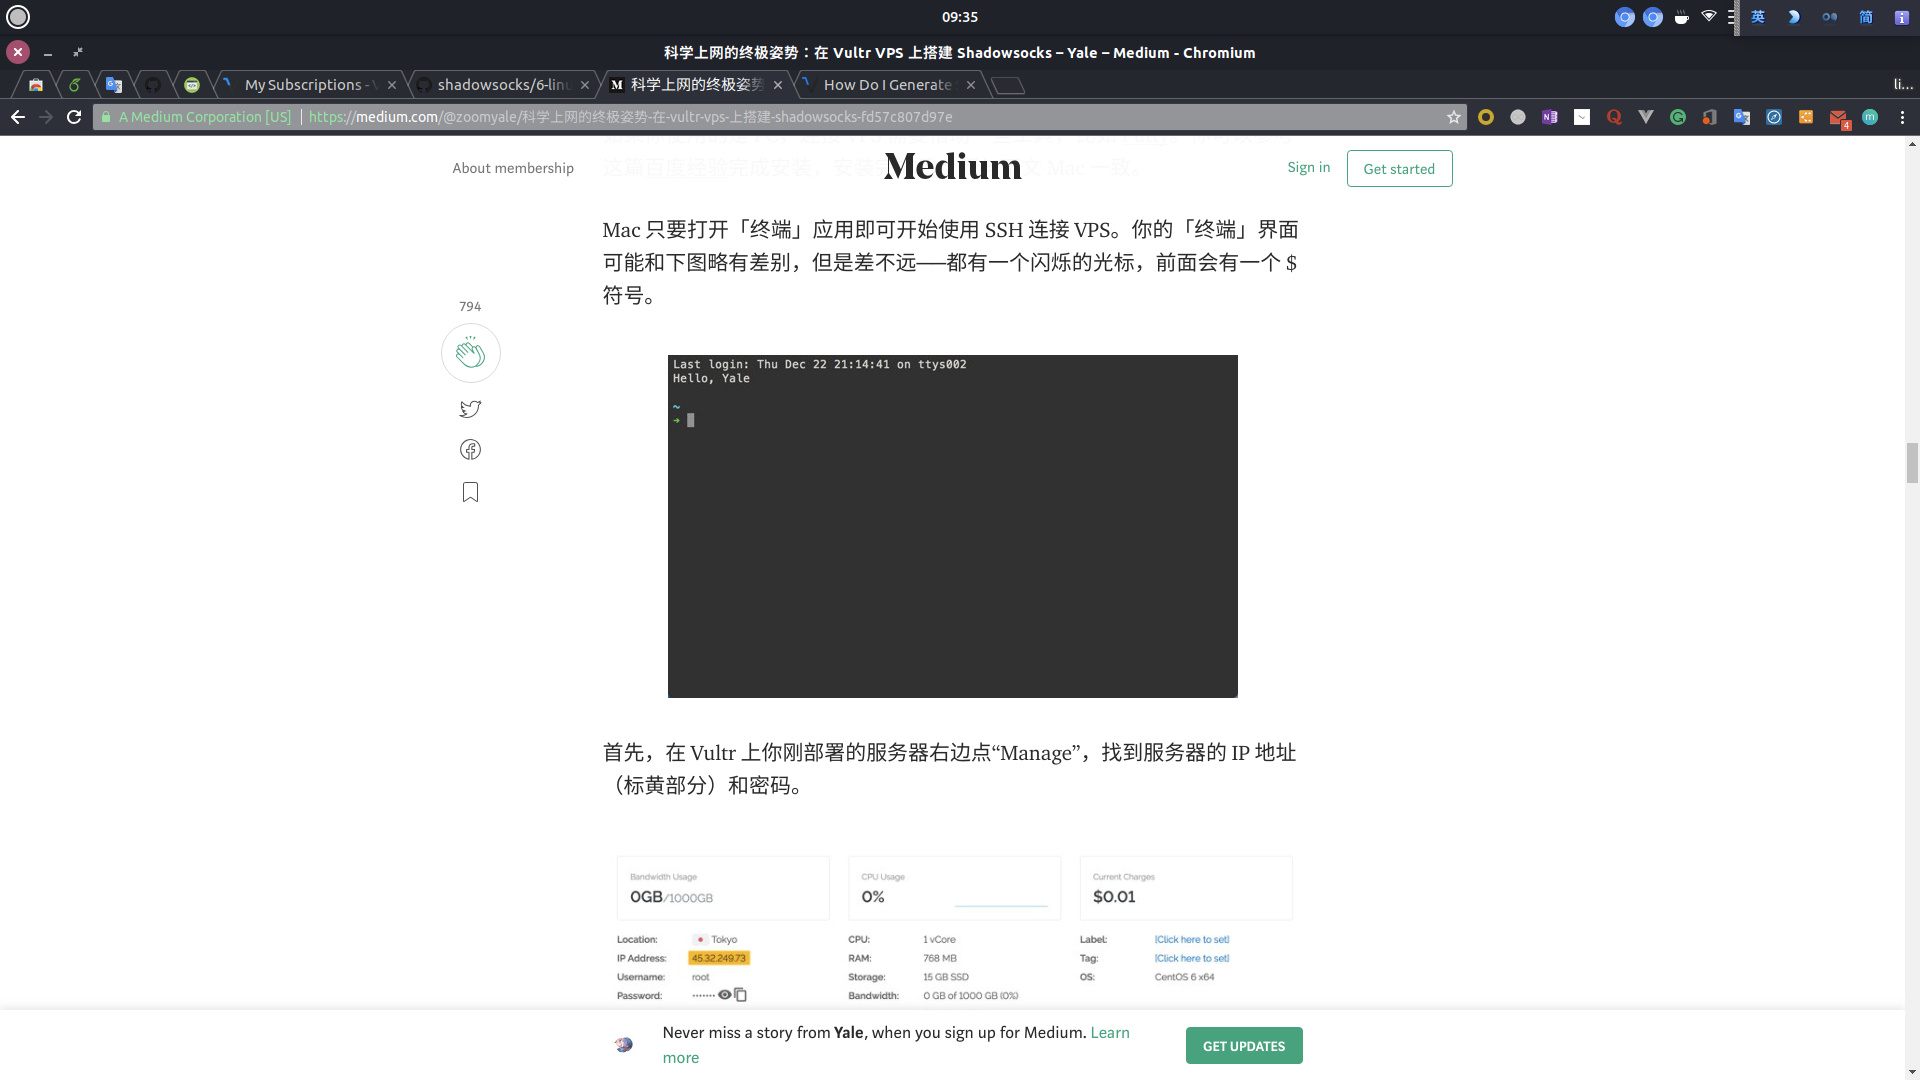 09:35
英
简
科学上网的终极姿势:在 Vultr VPS 上搭建 Shadowsocks – Yale – Medium - Chromium
My Subscriptions -
shadowsocks/6-linu
科学上网的终极姿势
How Do I Generate
li...
A Medium Corporation [US]
https://medium.com/@zoomyale/科学上网的终极姿势-在-vultr-vps-上搭建-shadowsocks-fd57c807d97e
4
About membership
Medium
Sign in
Get started
这篇百度经验完成安装，安装
文 Mac 一致。
Mac 只要打开「终端」应用即可开始使用 SSH 连接 VPS。你的「终端」界面
可能和下图略有差别，但是差不远——都有一个闪烁的光标，前面会有一个 $
符号。
794
Last login: Thu Dec 22 21:14:41 on ttys002
Hello, Yale
~
➜
首先，在 Vultr 上你刚部署的服务器右边点“Manage”，找到服务器的 IP 地址
（标黄部分）和密码。
Bandwidth Usage
0GB/1000GB
CPU Usage
0%
Current Charges
$0.01
Location: Tokyo
IP Address: 45.32.249.73
Username: root
Password: ·······
CPU: 1 vCore
RAM: 768 MB
Storage: 15 GB SSD
Bandwidth: 0 GB of 1000 GB (0%)
Label: [Click here to set]
Tag: [Click here to set]
OS: CentOS 6 x64
Never miss a story from Yale, when you sign up for Medium. Learn
more
GET UPDATES